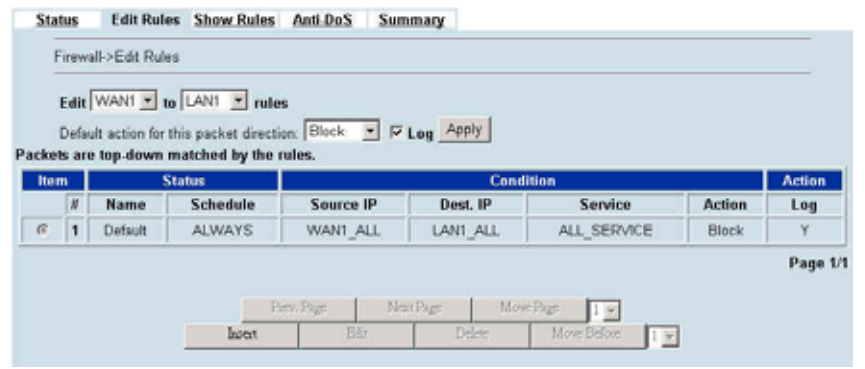 Status Edit Rules Show Rules Anti-DoS Summary
Firewall->Edit Rules
Edit WAN1 to LAN1 rules
Default action for this packet direction: Block Log Apply
Packets are top-down matched by the rules.
Item Status Condition Action
# Name Schedule Source IP Dest. IP Service Action Log
1 Default ALWAYS WAN1_ALL LAN1_ALL ALL_SERVICE Block Y
Page 1/1
Prev. Page Next Page Move Page 1
Insert Edit Delete Move Before 1